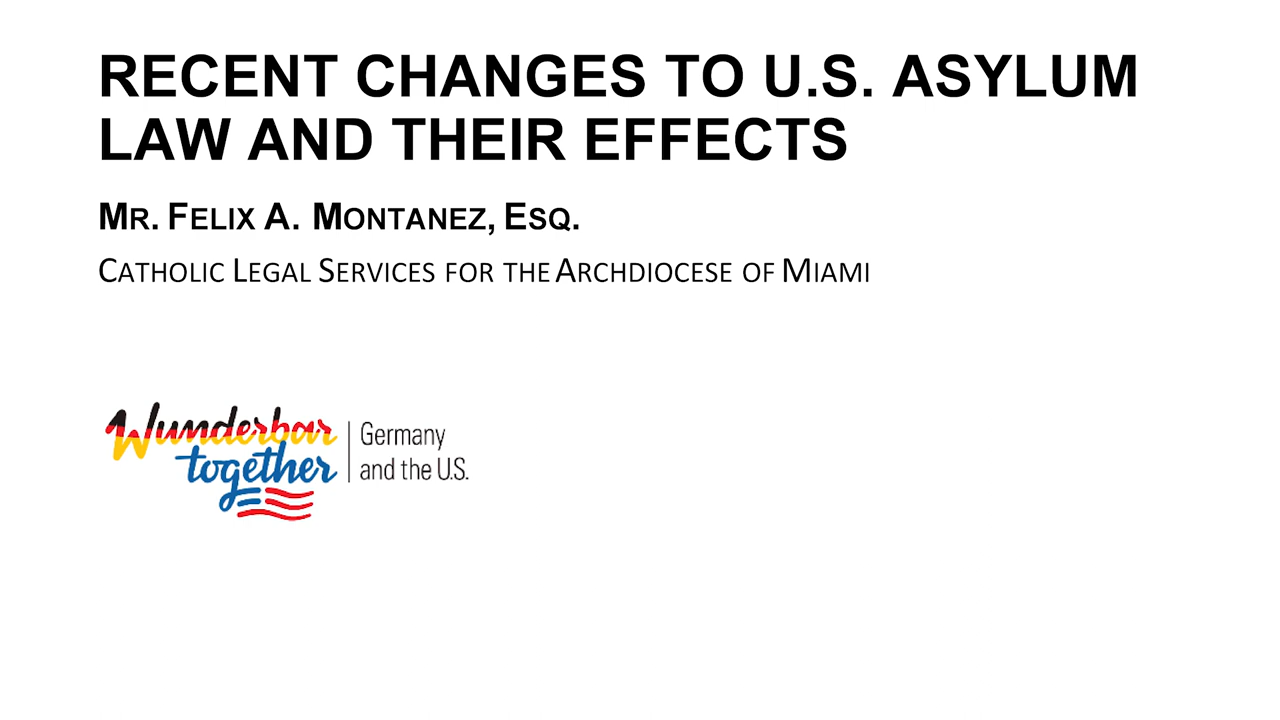 RECENT CHANGES TO U.S. ASYLUM
LAW AND THEIR EFFECTS
MR. FELIX A. MONTANEZ, ESQ.
CATHOLIC LEGAL SERVICES FOR THE ARCHDIOCESE OF MIAMI
Wunderbar
together
Germany
and the U.S.